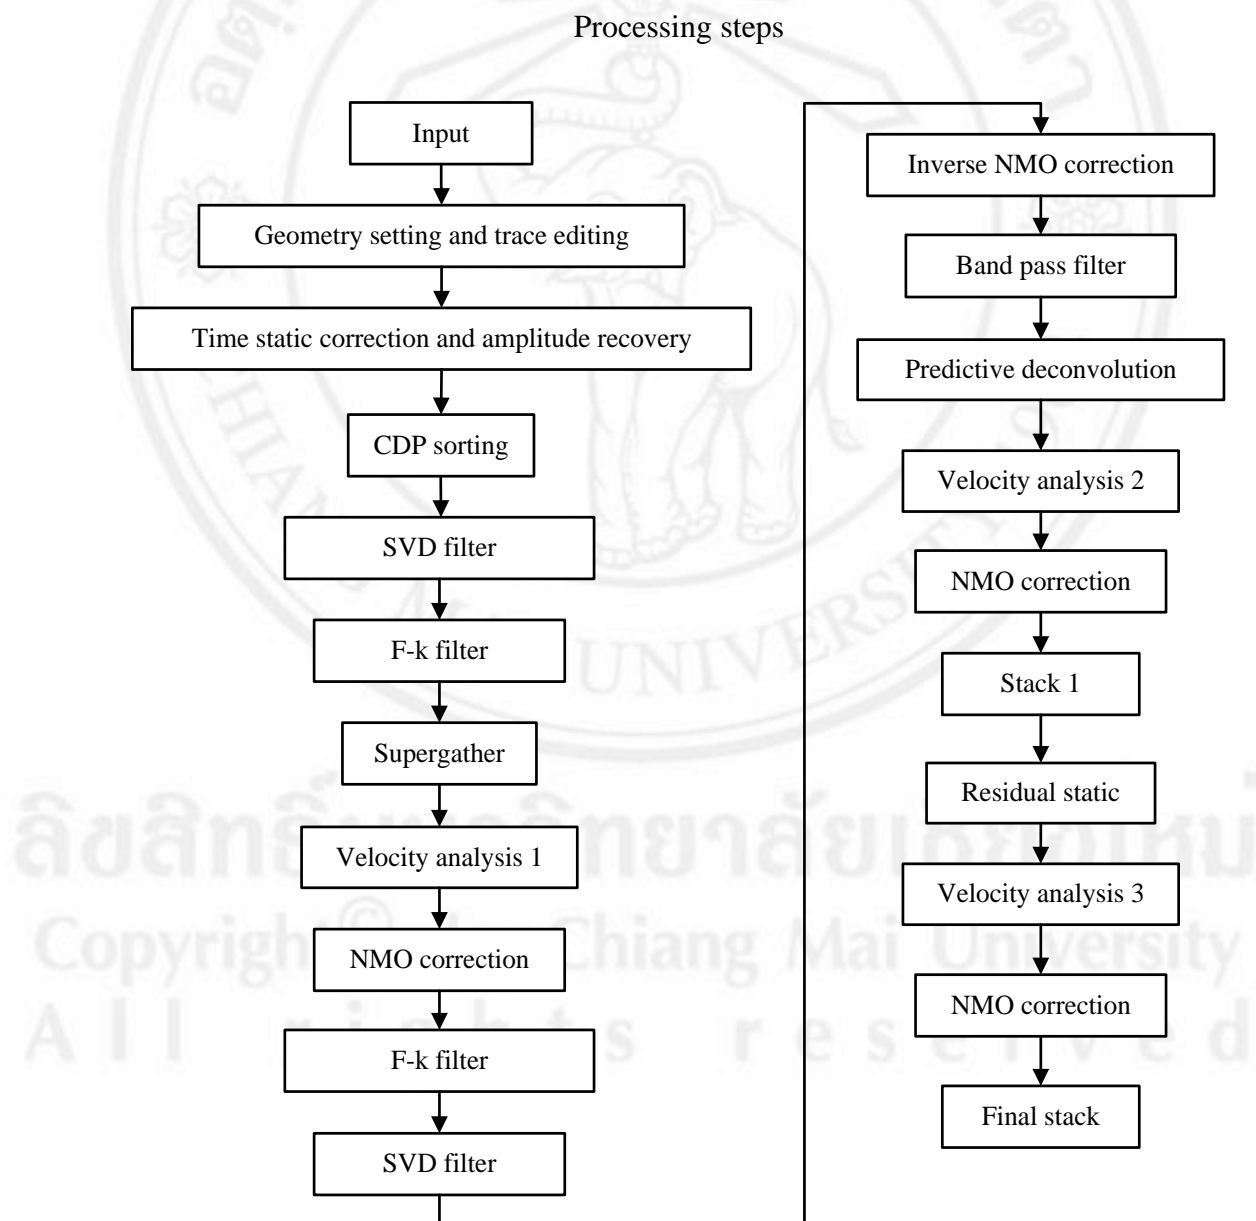 Processing steps
Input
Geometry setting and trace editing
Time static correction and amplitude recovery
CDP sorting
SVD filter
F-k filter
Supergather
Velocity analysis 1
NMO correction
F-k filter
SVD filter
Inverse NMO correction
Band pass filter
Predictive deconvolution
Velocity analysis 2
NMO correction
Stack 1
Residual static
Velocity analysis 3
NMO correction
Final stack
CHIANG MAI UNIVERSITY
Chiang Mai University
All rights reserved